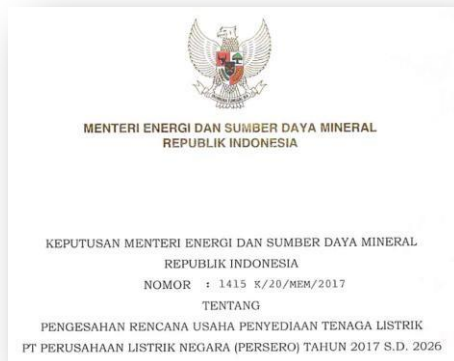 MENTERI ENERGI DAN SUMBER DAYA MINERAL
REPUBLIK INDONESIA
KEPUTUSAN MENTERI ENERGI DAN SUMBER DAYA MINERAL
REPUBLIK INDONESIA
NOMOR : 1415 K/20/MEM/2017
TENTANG
PENGESAHAN RENCANA USAHA PENYEDIAAN TENAGA LISTRIK
PT PERUSAHAAN LISTRIK NEGARA (PERSERO) TAHUN 2017 S.D. 2026